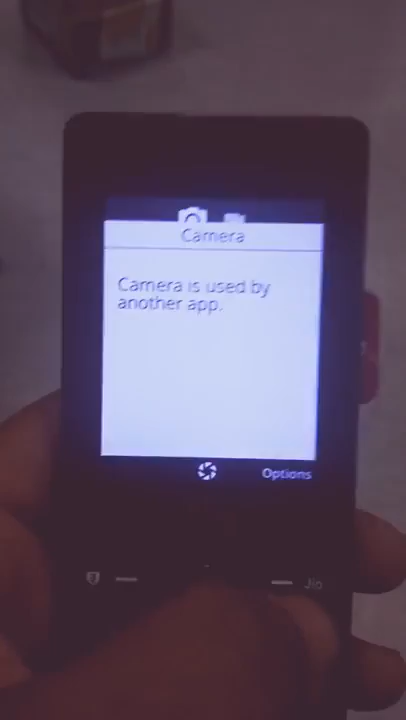 Camera
Camera is used by
another app.
Options
Jio